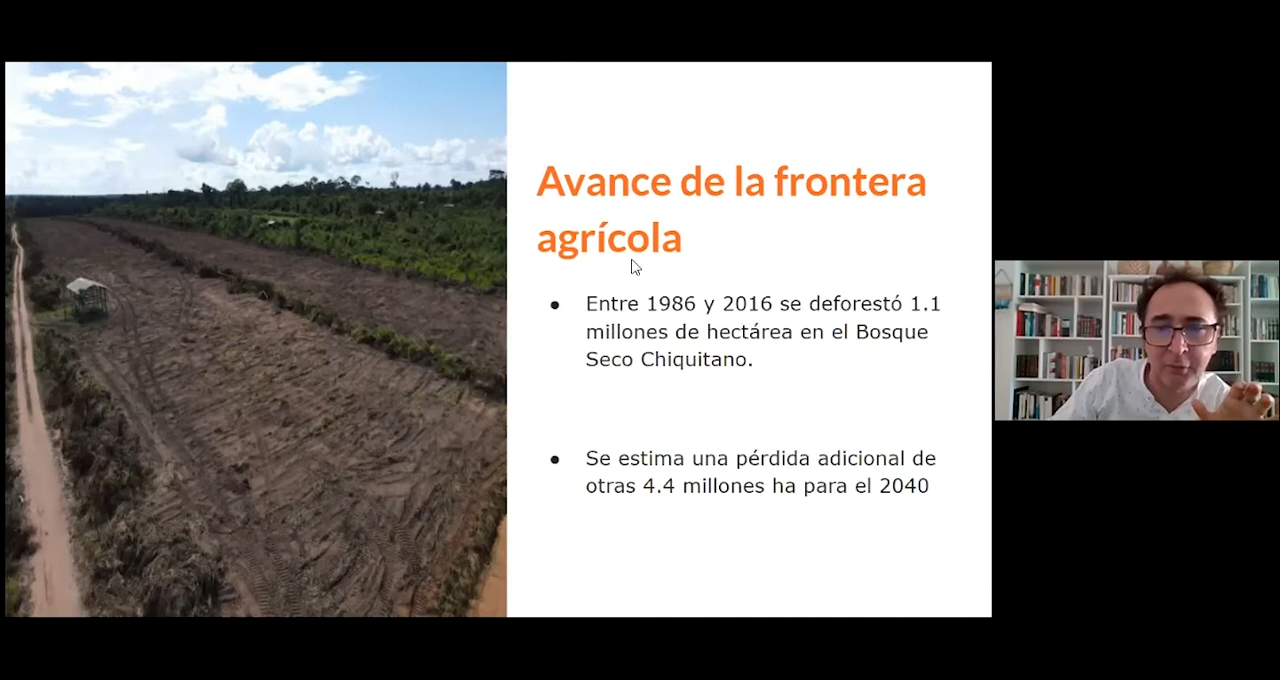 Avance de la frontera
agrícola
● Entre 1986 y 2016 se deforestó 1.1
millones de hectárea en el Bosque
Seco Chiquitano.
● Se estima una pérdida adicional de
otras 4.4 millones ha para el 2040